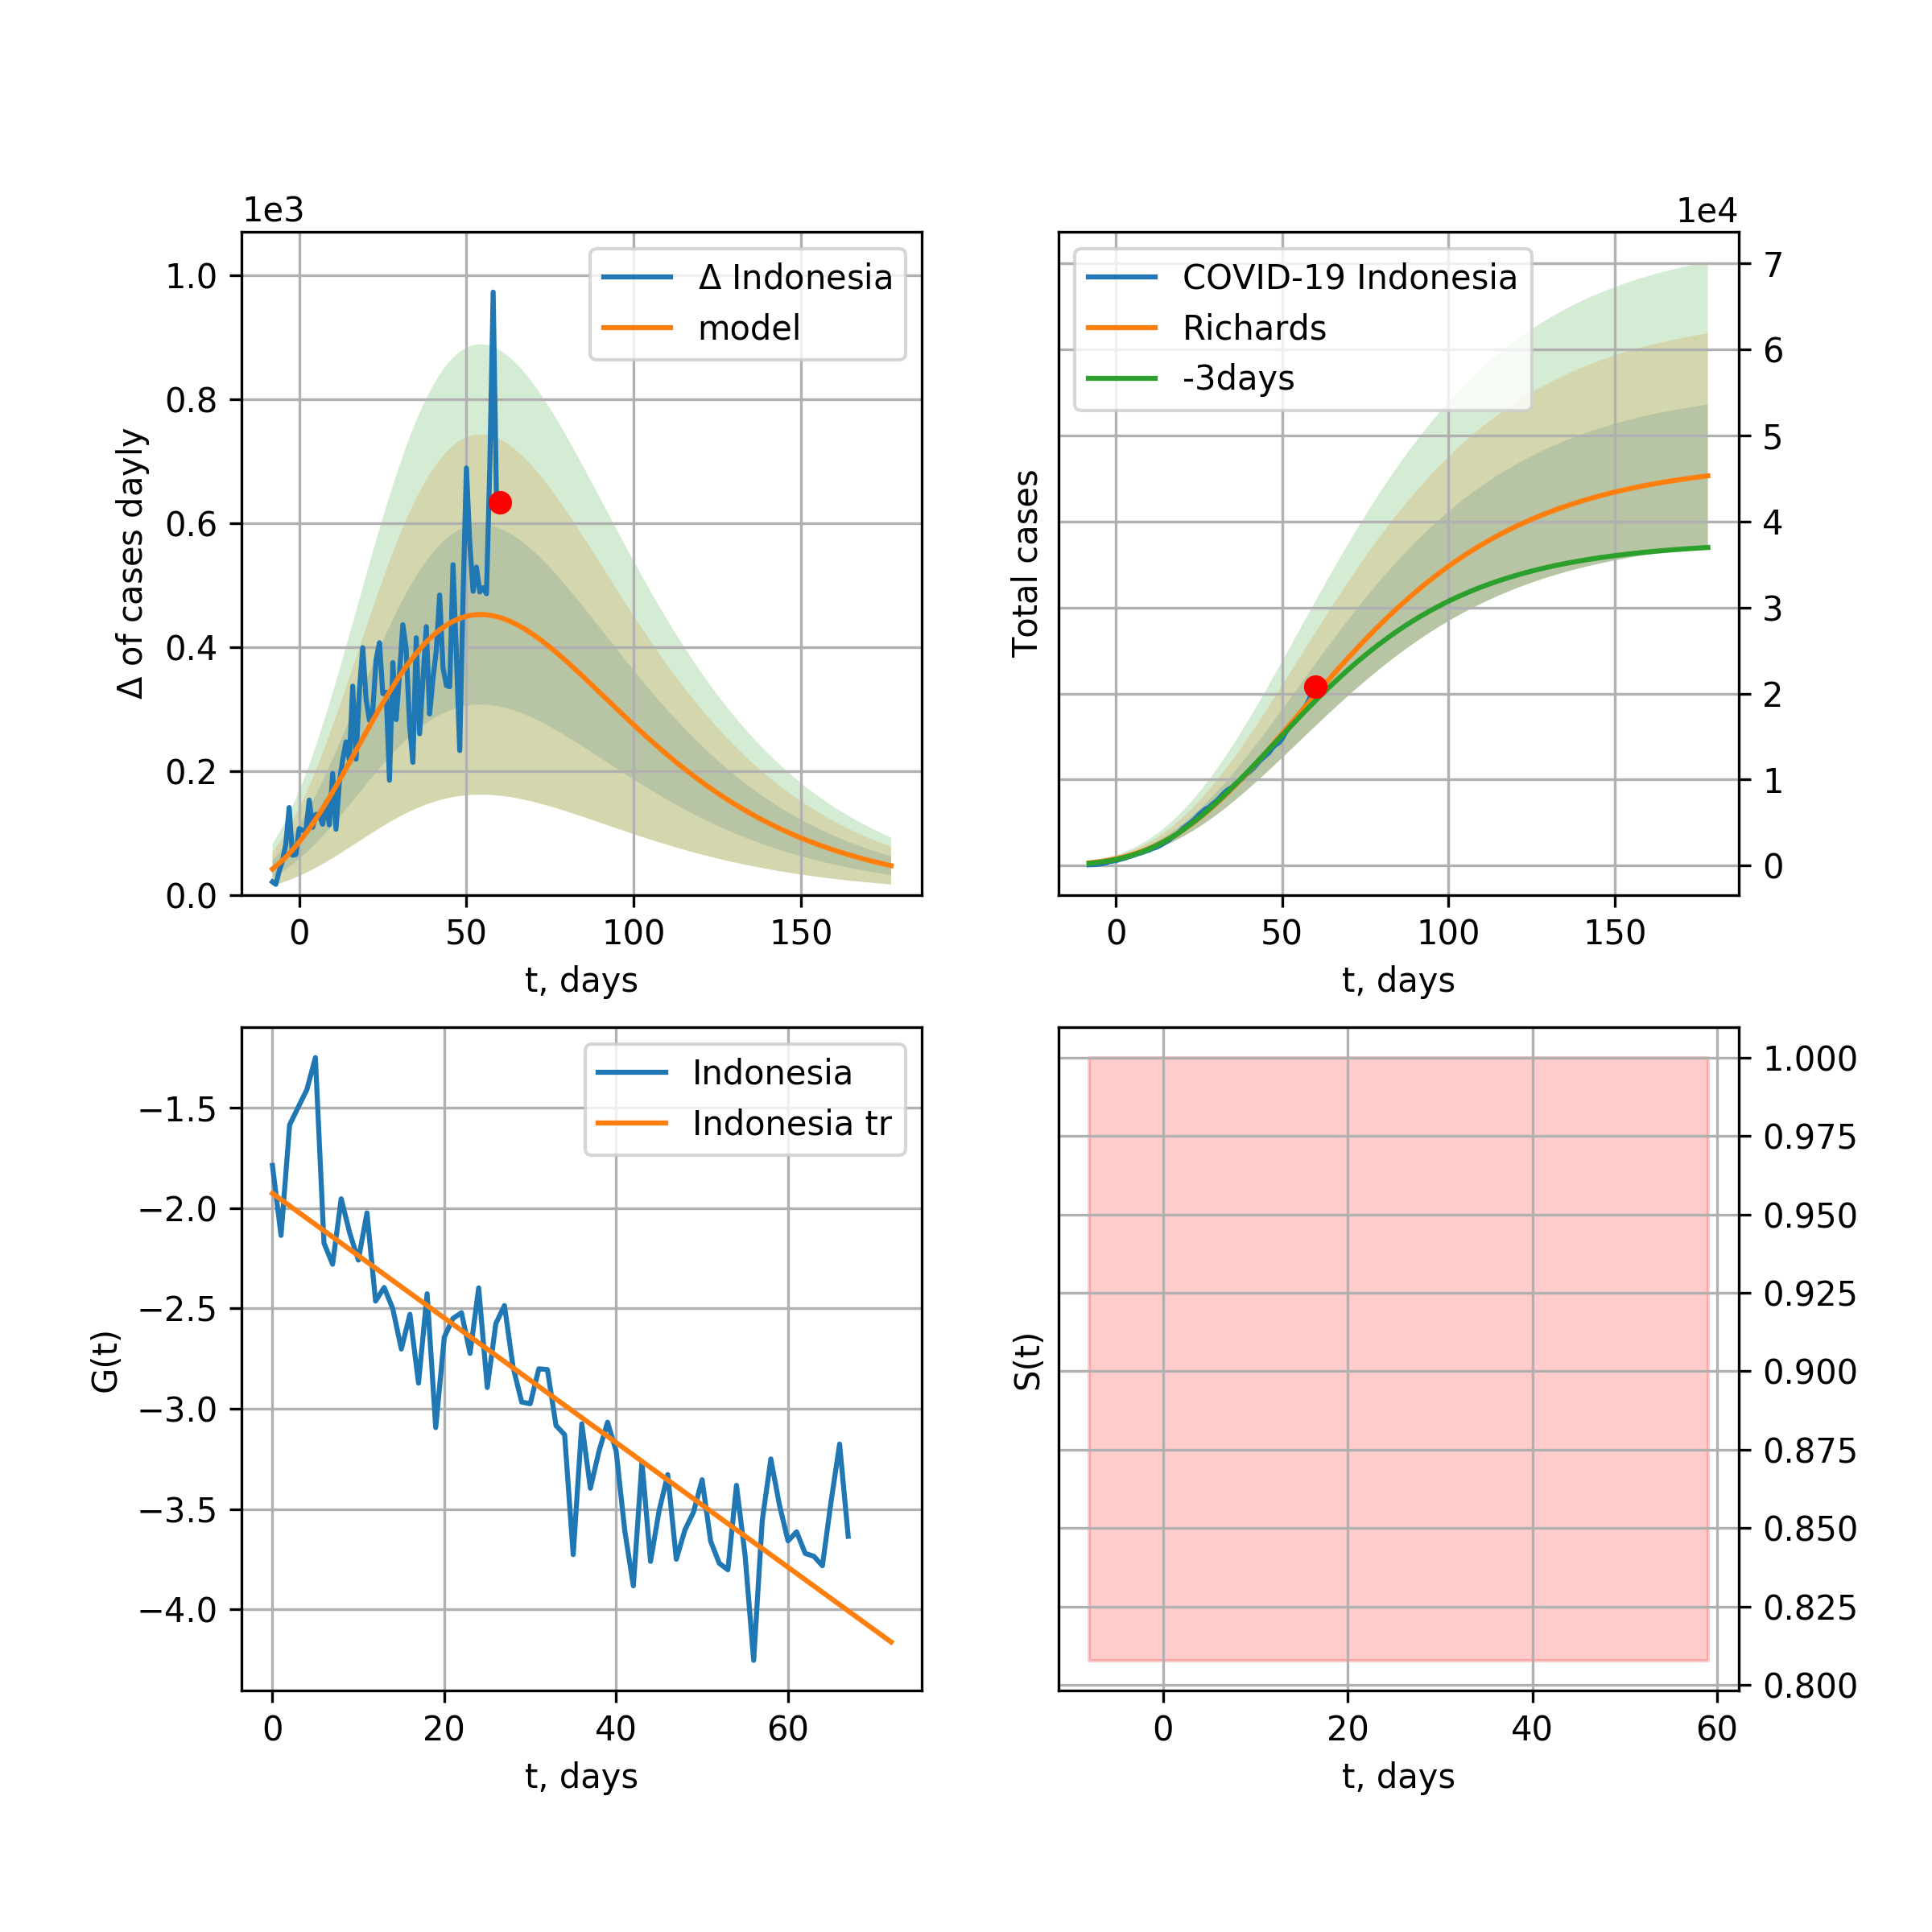 1e3
Δ of cases dayly
1.0
0.8
0.6
0.4
0.2
0.0
0 50 100 150
t, days
Δ Indonesia
model
1e4
Total cases
7
6
5
4
3
2
1
0
0 50 100 150
t, days
COVID-19 Indonesia
Richards
-3days
G(t)
−1.5
−2.0
−2.5
−3.0
−3.5
−4.0
0 20 40 60
t, days
Indonesia
Indonesia tr
S(t)
1.000
0.975
0.950
0.925
0.900
0.875
0.850
0.825
0.800
0 20 40 60
t, days